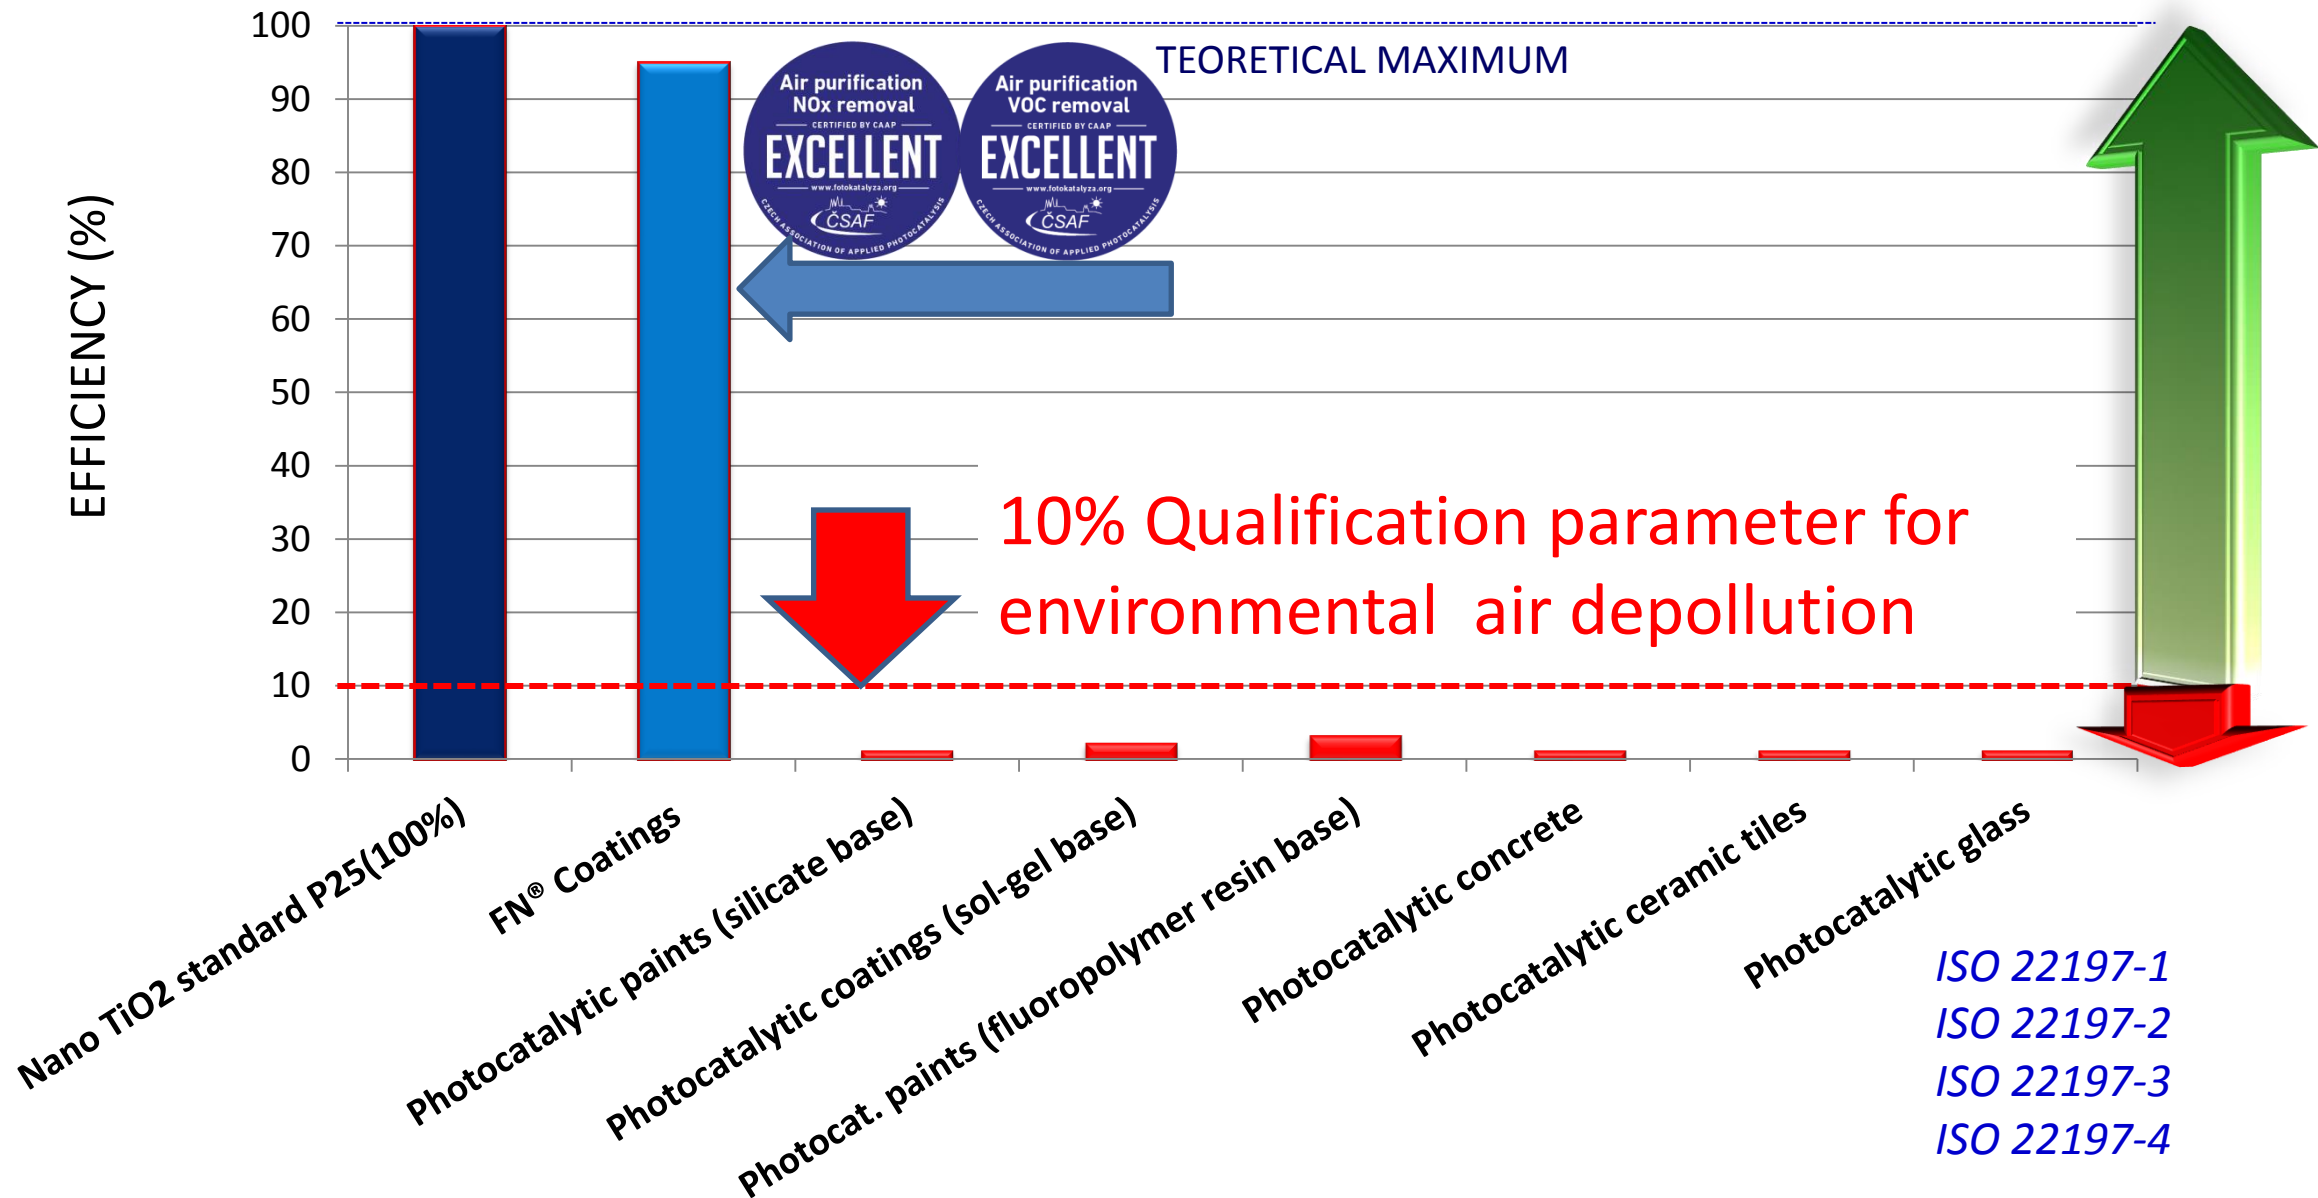 100
90
80
70
60
50
40
30
20
10
0
EFFICIENCY (%)
TEORETICAL MAXIMUM
Air purification
NOx removal
CERTIFIED BY CAAP
EXCELLENT
www.fotokatalyza.org
ČSAF
CZECH ASSOCIATION OF APPLIED PHOTOCATALYSIS
Air purification
VOC removal
CERTIFIED BY CAAP
EXCELLENT
www.fotokatalyza.org
ČSAF
CZECH ASSOCIATION OF APPLIED PHOTOCATALYSIS
10% Qualification parameter for
environmental air depollution
Nano TiO2 standard P25(100%)
FN® Coatings
Photocatalytic paints (silicate base)
Photocatalytic coatings (sol-gel base)
Photocat. paints (fluoropolymer resin base)
Photocatalytic concrete
Photocatalytic ceramic tiles
Photocatalytic glass
ISO 22197-1
ISO 22197-2
ISO 22197-3
ISO 22197-4